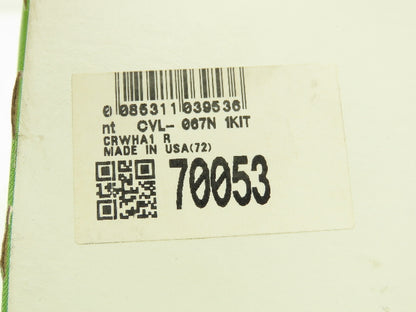 0 085311 039536
nt CVL- 067N 1KIT
CRWHA1 R
MADE IN USA(72)
70053